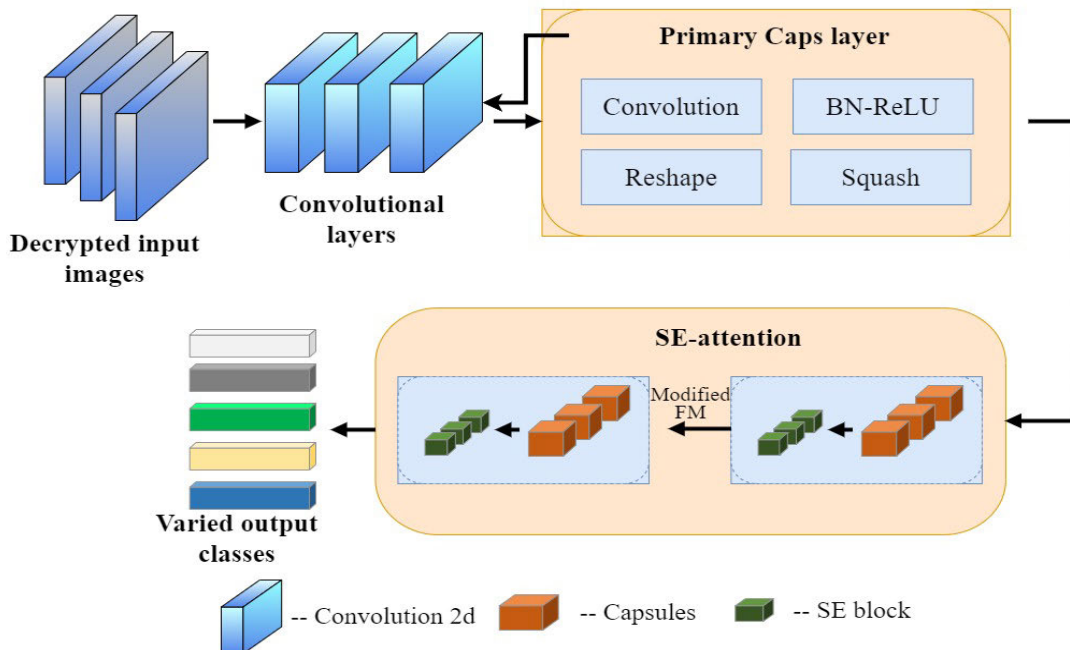 Primary Caps layer
Convolution
BN-ReLU
Reshape
Squash
Convolutional
layers
Decrypted input
images
SE-attention
Modified
FM
Varied output
classes
-- Convolution 2d
-- Capsules
-- SE block